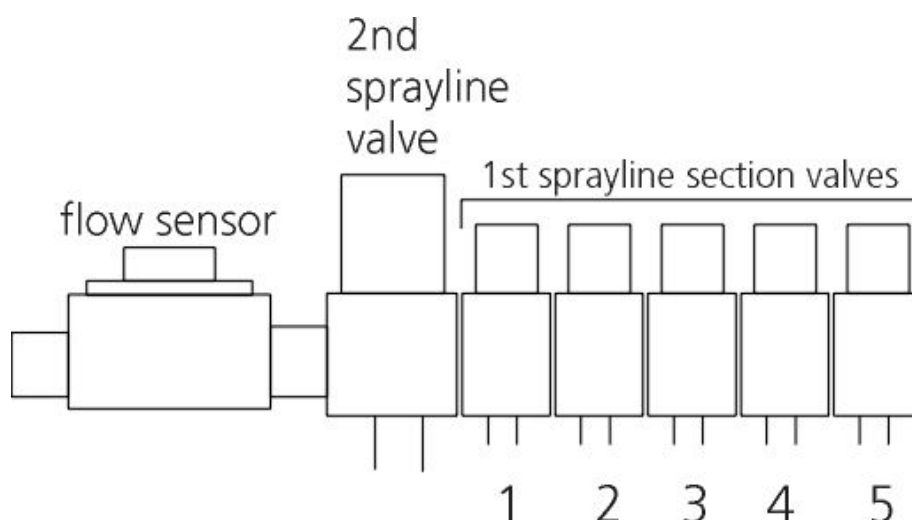 2nd
sprayline
valve
1st sprayline section valves
flow sensor
1 2 3 4 5